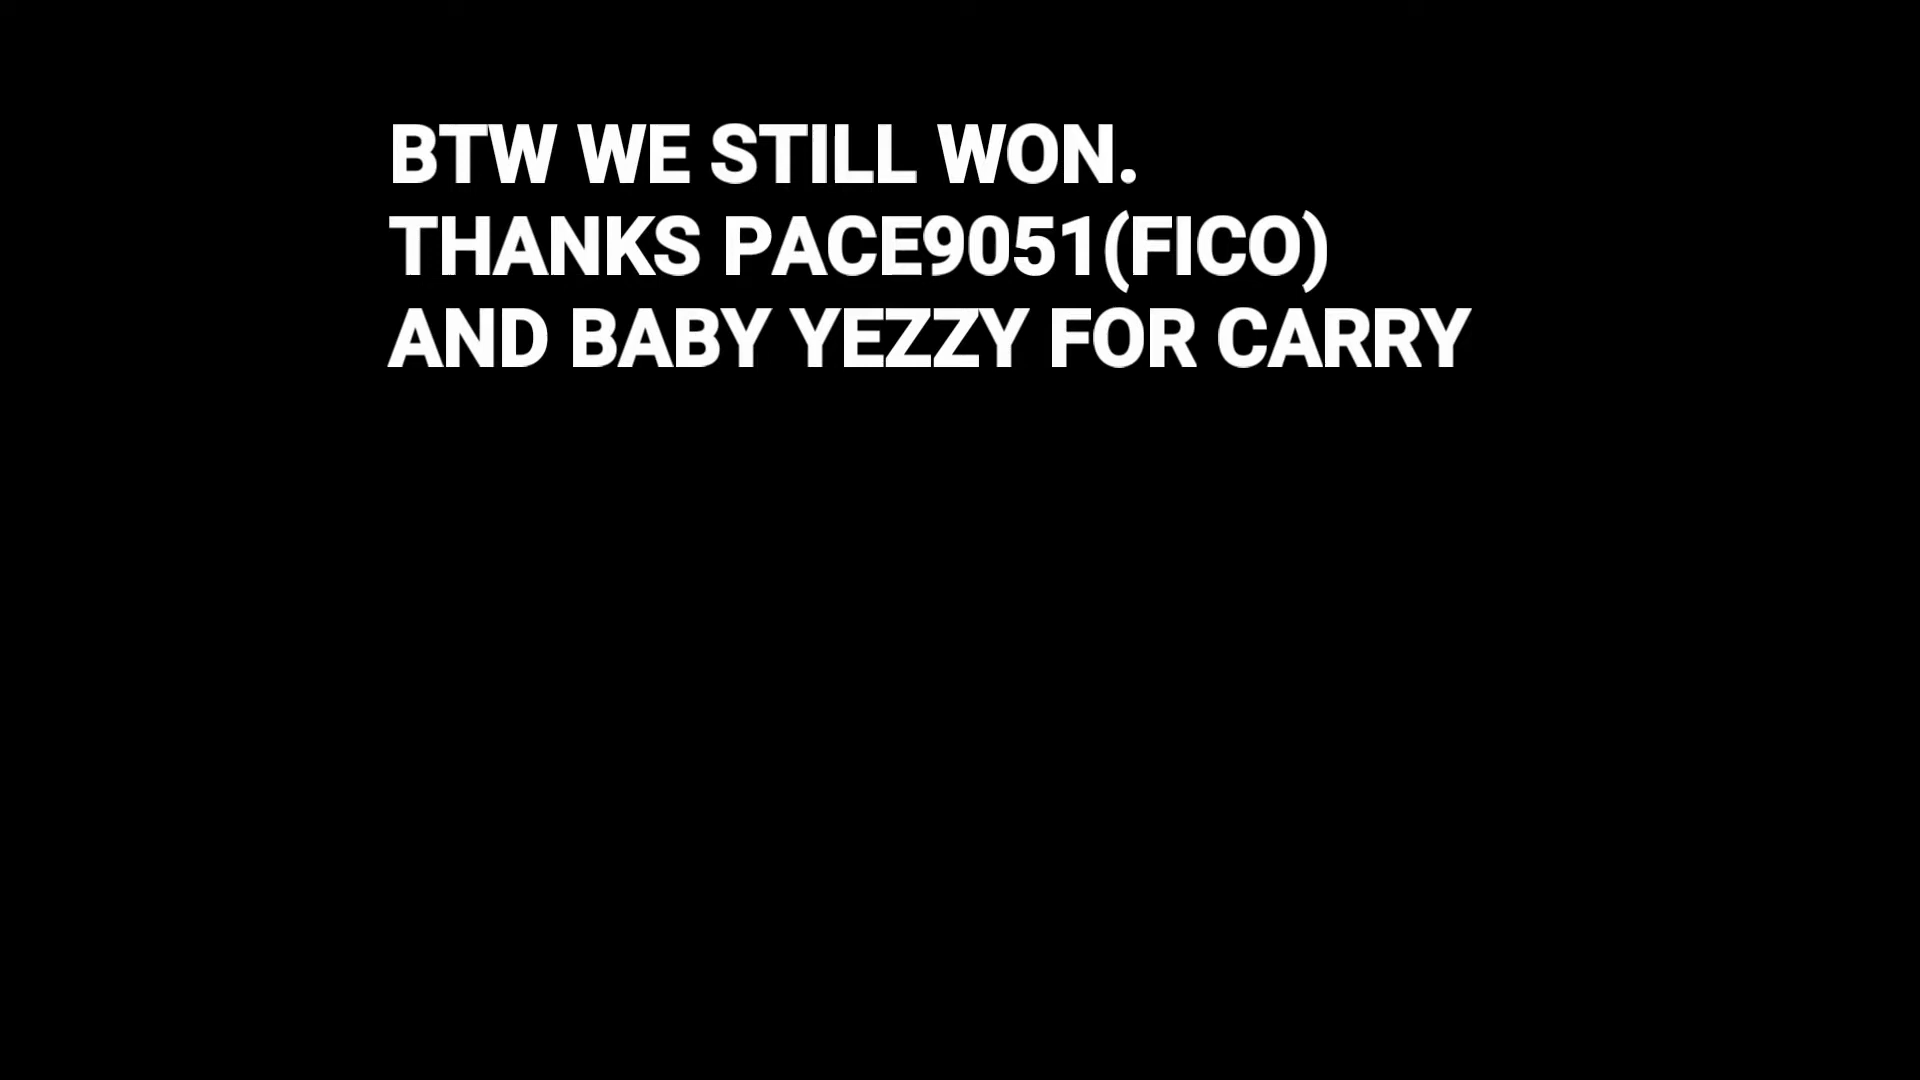 BTW WE STILL WON.
THANKS PACE9051(FICO)
AND BABY YEZZY FOR CARRY